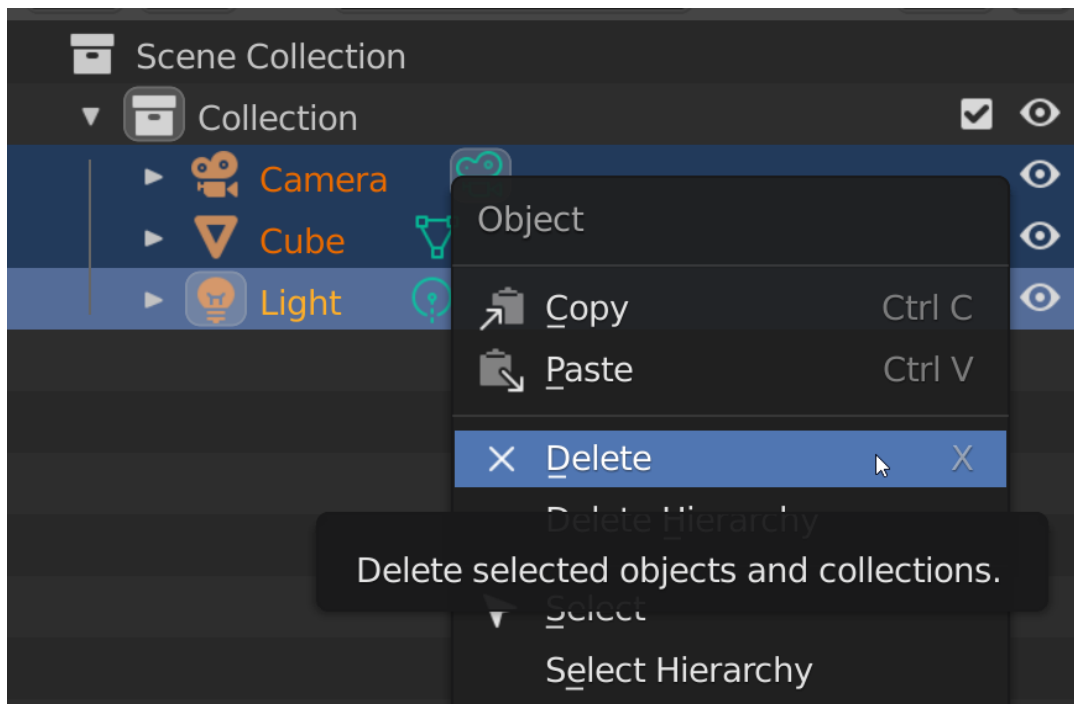 Scene Collection
Collection
Camera
Cube
Light
Object
Copy Ctrl C
Paste Ctrl V
Delete X
Delete Hierarchy
Delete selected objects and collections.
Select
Select Hierarchy